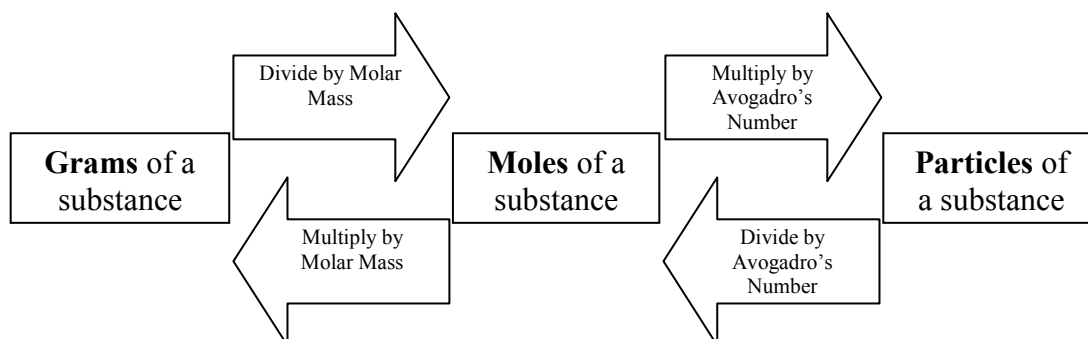 Divide by Molar
Mass
Multiply by
Avogadro’s
Number
Grams of a
substance
Moles of a
substance
Particles of
a substance
Multiply by
Molar Mass
Divide by
Avogadro’s
Number